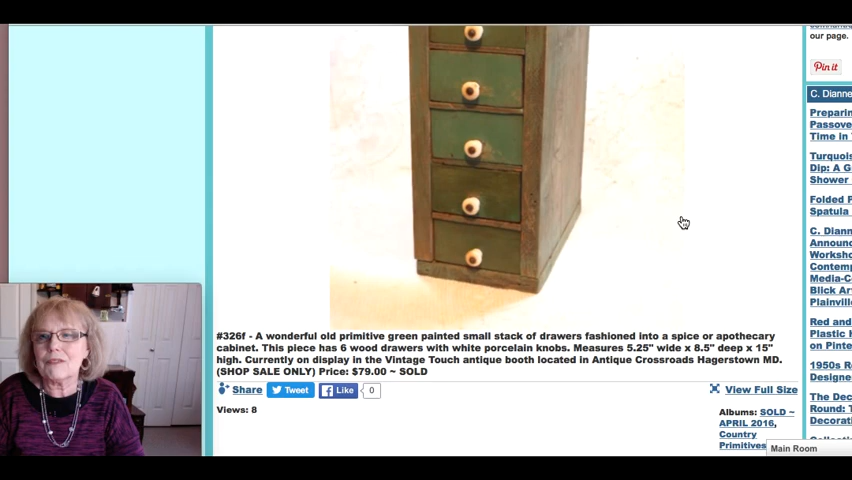 our page.
Pin it
C. Dianne
Preparin
Passove
Time in
Turquois
Dip: A G
Shower
Folded P
Spatula
C. Diann
Announc
Worksho
Contemp
Media-C
Blick Ar
Plainvill
Red and
Plastic H
on Pinte
1950s R
Designe
The Dec
Round: T
Decorati
#326f - A wonderful old primitive green painted small stack of drawers fashioned into a spice or apothecary
cabinet. This piece has 6 wood drawers with white porcelain knobs. Measures 5.25" wide x 8.5" deep x 15"
high. Currently on display in the Vintage Touch antique booth located in Antique Crossroads Hagerstown MD.
(SHOP SALE ONLY) Price: $79.00 ~ SOLD
Share Tweet Like 0 View Full Size
Views: 8
Albums: SOLD ~
APRIL 2016,
Country
Primitives
Main Room